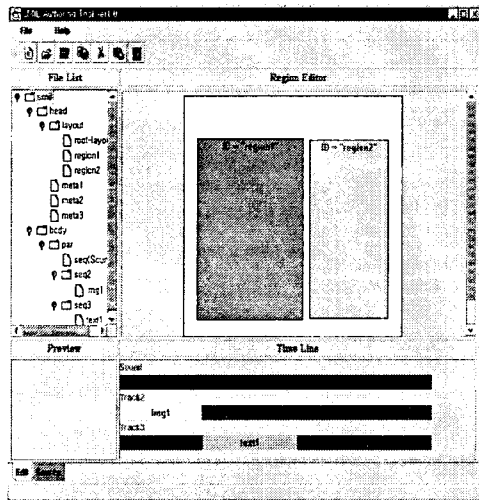 File Help
File List
Region Editor
smil
head
layout
root-layo
region1
region2
meta1
meta2
meta3
body
par
seq2
img1
seq3
text1
ID = "region1"
ID = "region2"
Preview
Time Line
Sound
Track2
img1
Track3
text1
Edit